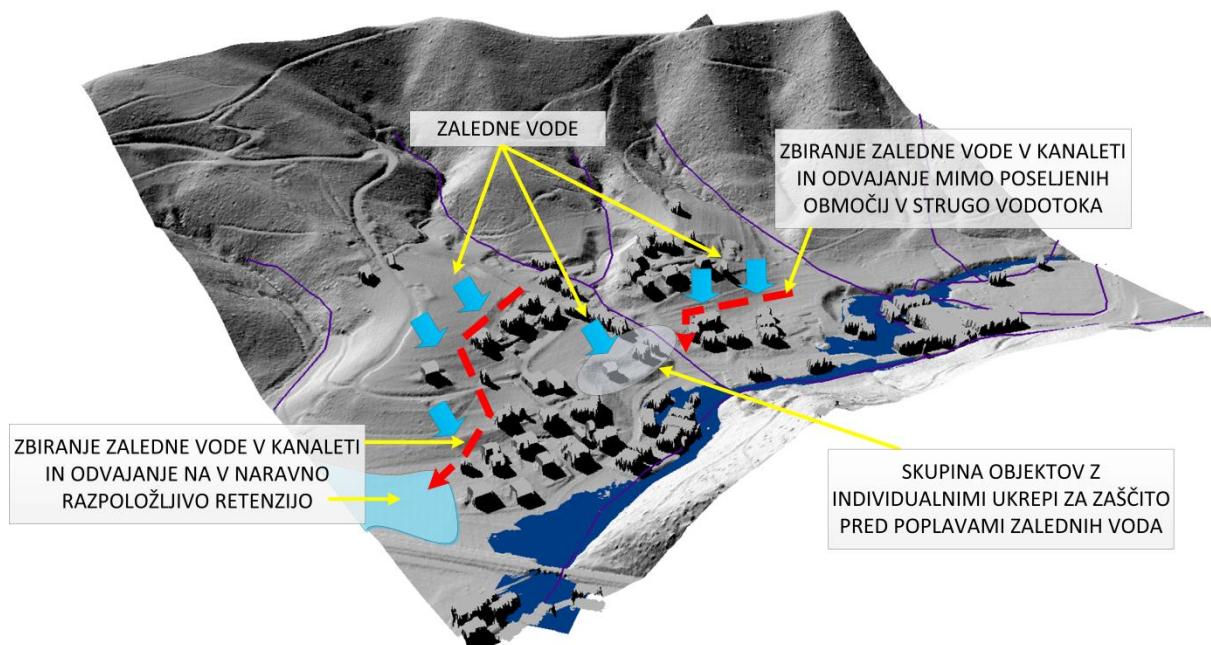 ZALEDNE VODE
ZBIRANJE ZALEDNE VODE V KANALETI
IN ODVAJANJE MIMO POSELJENIH
OBMOČIJ V STRUGO VODOTOKA
ZBIRANJE ZALEDNE VODE V KANALETI
IN ODVAJANJE NA V NARAVNO
RAZPOLOŽLJIVO RETENZIJO
SKUPINA OBJEKTOV Z
INDIVIDUALNIMI UKREPI ZA ZAŠČITO
PRED POPLAVAMI ZALEDNIH VODA